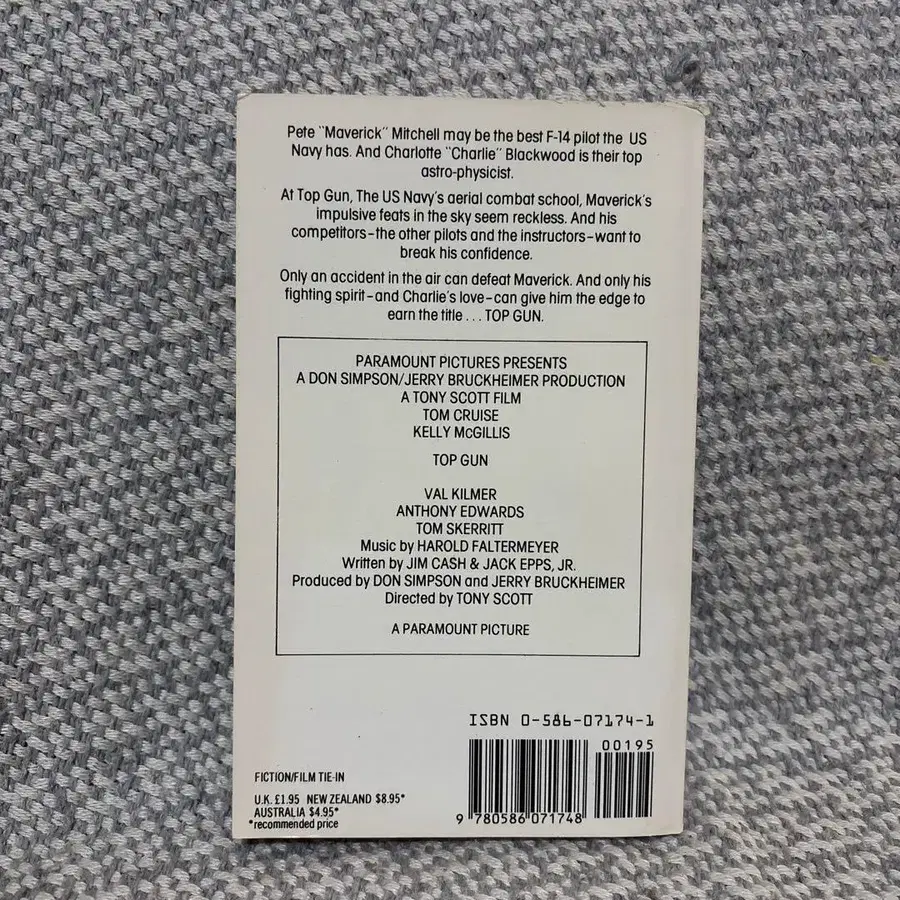 Pete "Maverick" Mitchell may be the best F-14 pilot the US
Navy has. And Charlotte "Charlie" Blackwood is their top
astro-physicist.
At Top Gun, The US Navy's aerial combat school, Maverick's
impulsive feats in the sky seem reckless. And his
competitors–the other pilots and the instructors–want to
break his confidence.
Only an accident in the air can defeat Maverick. And only his
fighting spirit–and Charlie's love–can give him the edge to
earn the title . . . TOP GUN.
PARAMOUNT PICTURES PRESENTS
A DON SIMPSON/JERRY BRUCKHEIMER PRODUCTION
A TONY SCOTT FILM
TOM CRUISE
KELLY McGILLIS
TOP GUN
VAL KILMER
ANTHONY EDWARDS
TOM SKERRITT
Music by HAROLD FALTERMEYER
Written by JIM CASH & JACK EPPS, JR.
Produced by DON SIMPSON and JERRY BRUCKHEIMER
Directed by TONY SCOTT
A PARAMOUNT PICTURE
ISBN 0-586-07174-1
00195
9 780586 071748
FICTION/FILM TIE-IN
U.K. £1.95 NEW ZEALAND $8.95*
AUSTRALIA $4.95*
*recommended price